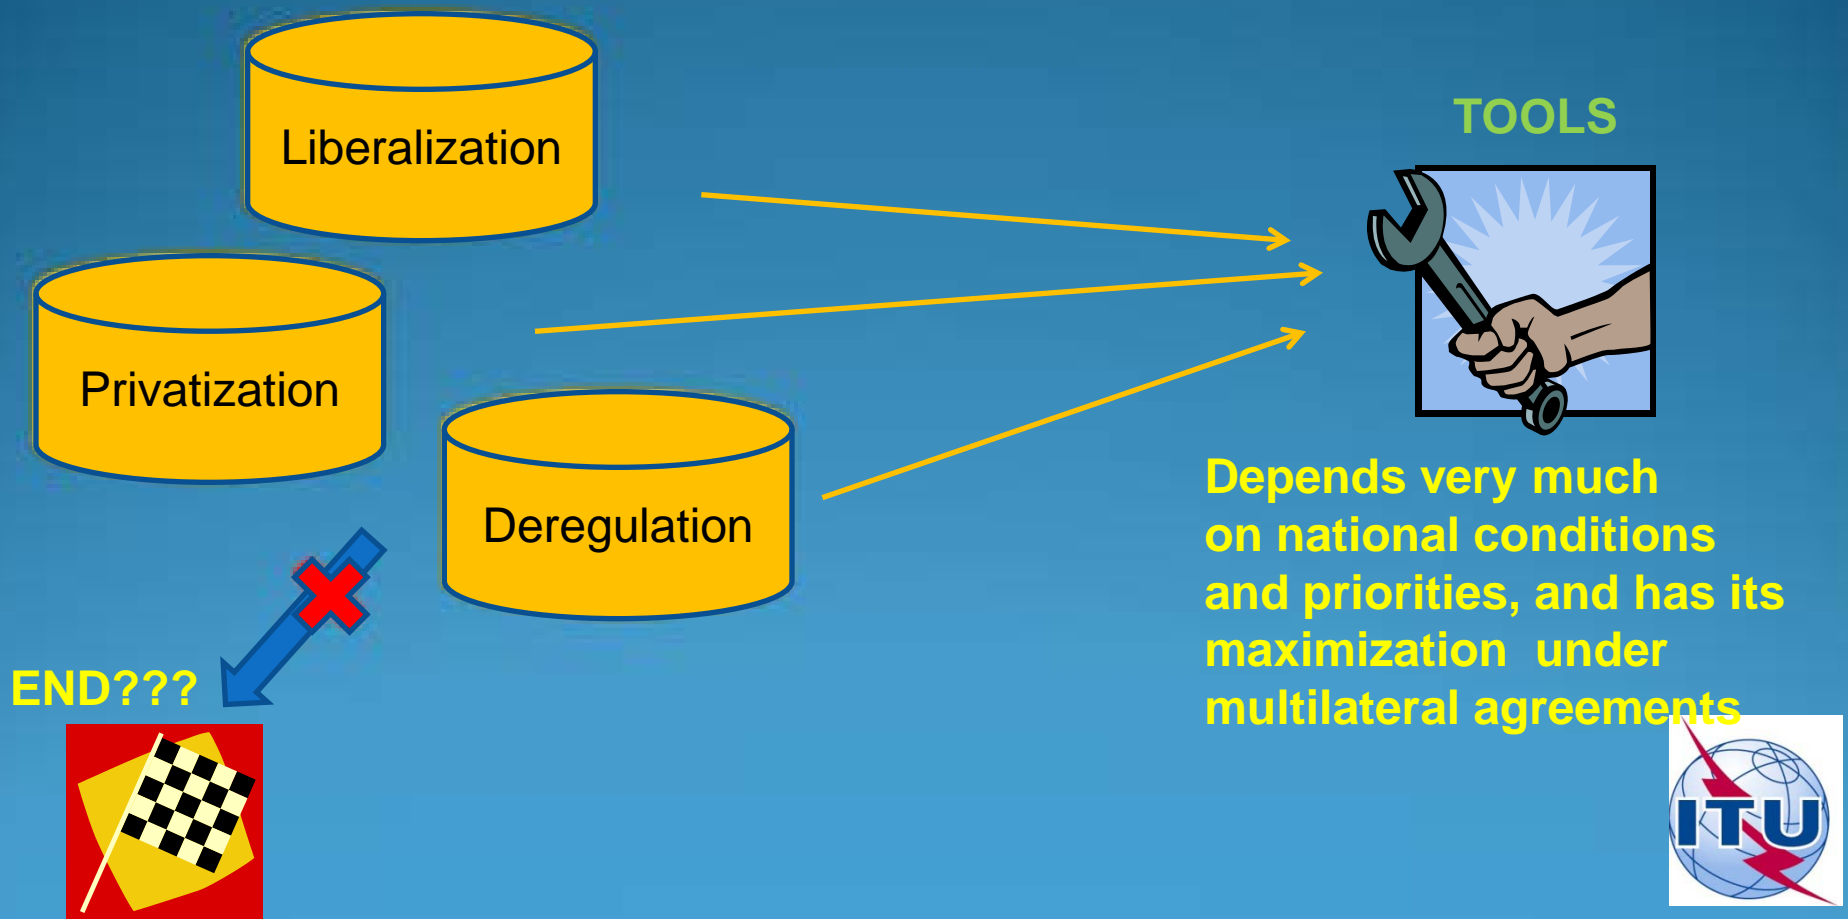 Liberalization
TOOLS
Privatization
Deregulation
Depends very much
on national conditions
and priorities, and has its
maximization  under
multilateral agreements
END???
ITU